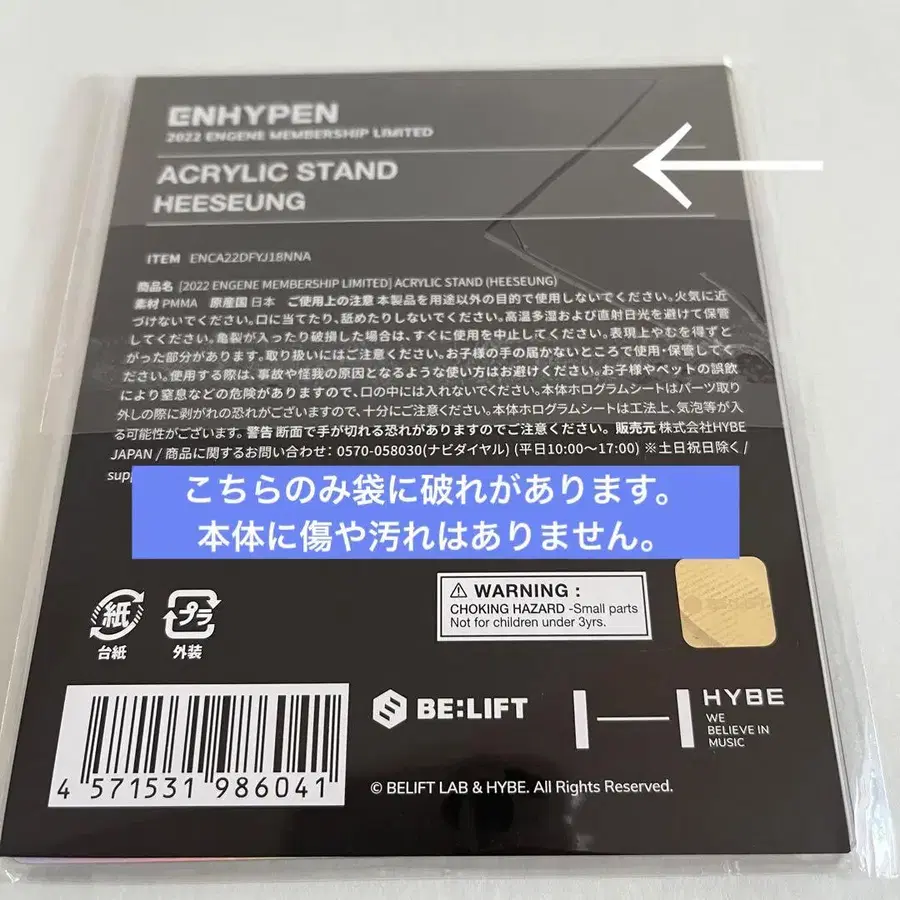 ENHYPEN
2022 ENGENE MEMBERSHIP LIMITED
ACRYLIC STAND
HEESEUNG
ITEM ENCA22DFYJ18NNA
商品名 [2022 ENGENE MEMBERSHIP LIMITED] ACRYLIC STAND (HEESEUNG)
素材 PMMA 原産国 日本 ご使用上の注意 本製品を用途以外の目的で使用しないでください。火気に近
づけないでください。口に当てたり、舐めたりしないでください。高温多湿および直射日光を避けて保管
してください。亀裂が入ったり破損した場合は、すぐに使用を中止してください。表現上やむを得ずと
がった部分があります。取り扱いにはご注意ください。お子様の手の届かないところで使用・保管してく
ださい。使用する際は、事故や怪我の原因となるような使い方はお避けください。お子様やペットの誤飲
により窒息などの危険がありますので、口の中には入れないでください。本体ホログラムシートはパーツ取り
外しの際に剥がれの恐れがございますので、十分にご注意ください。本体ホログラムシートは工法上、気泡等が入
る可能性がございます。警告 断面で手が切れる恐れがありますのでご注意ください。販売元 株式会社HYBE
JAPAN / 商品に関するお問い合わせ: 0570-058030(ナビダイヤル) (平日10:00〜17:00) ※土日祝日除く /
supp
こちらのみ袋に破れがあります。
本体に傷や汚れはありません。
紙
台紙
プラ
外装
WARNING :
CHOKING HAZARD -Small parts
Not for children under 3yrs.
4 571531 986041
BE:LIFT
HYBE
WE
BELIEVE IN
MUSIC
© BELIFT LAB & HYBE. All Rights Reserved.